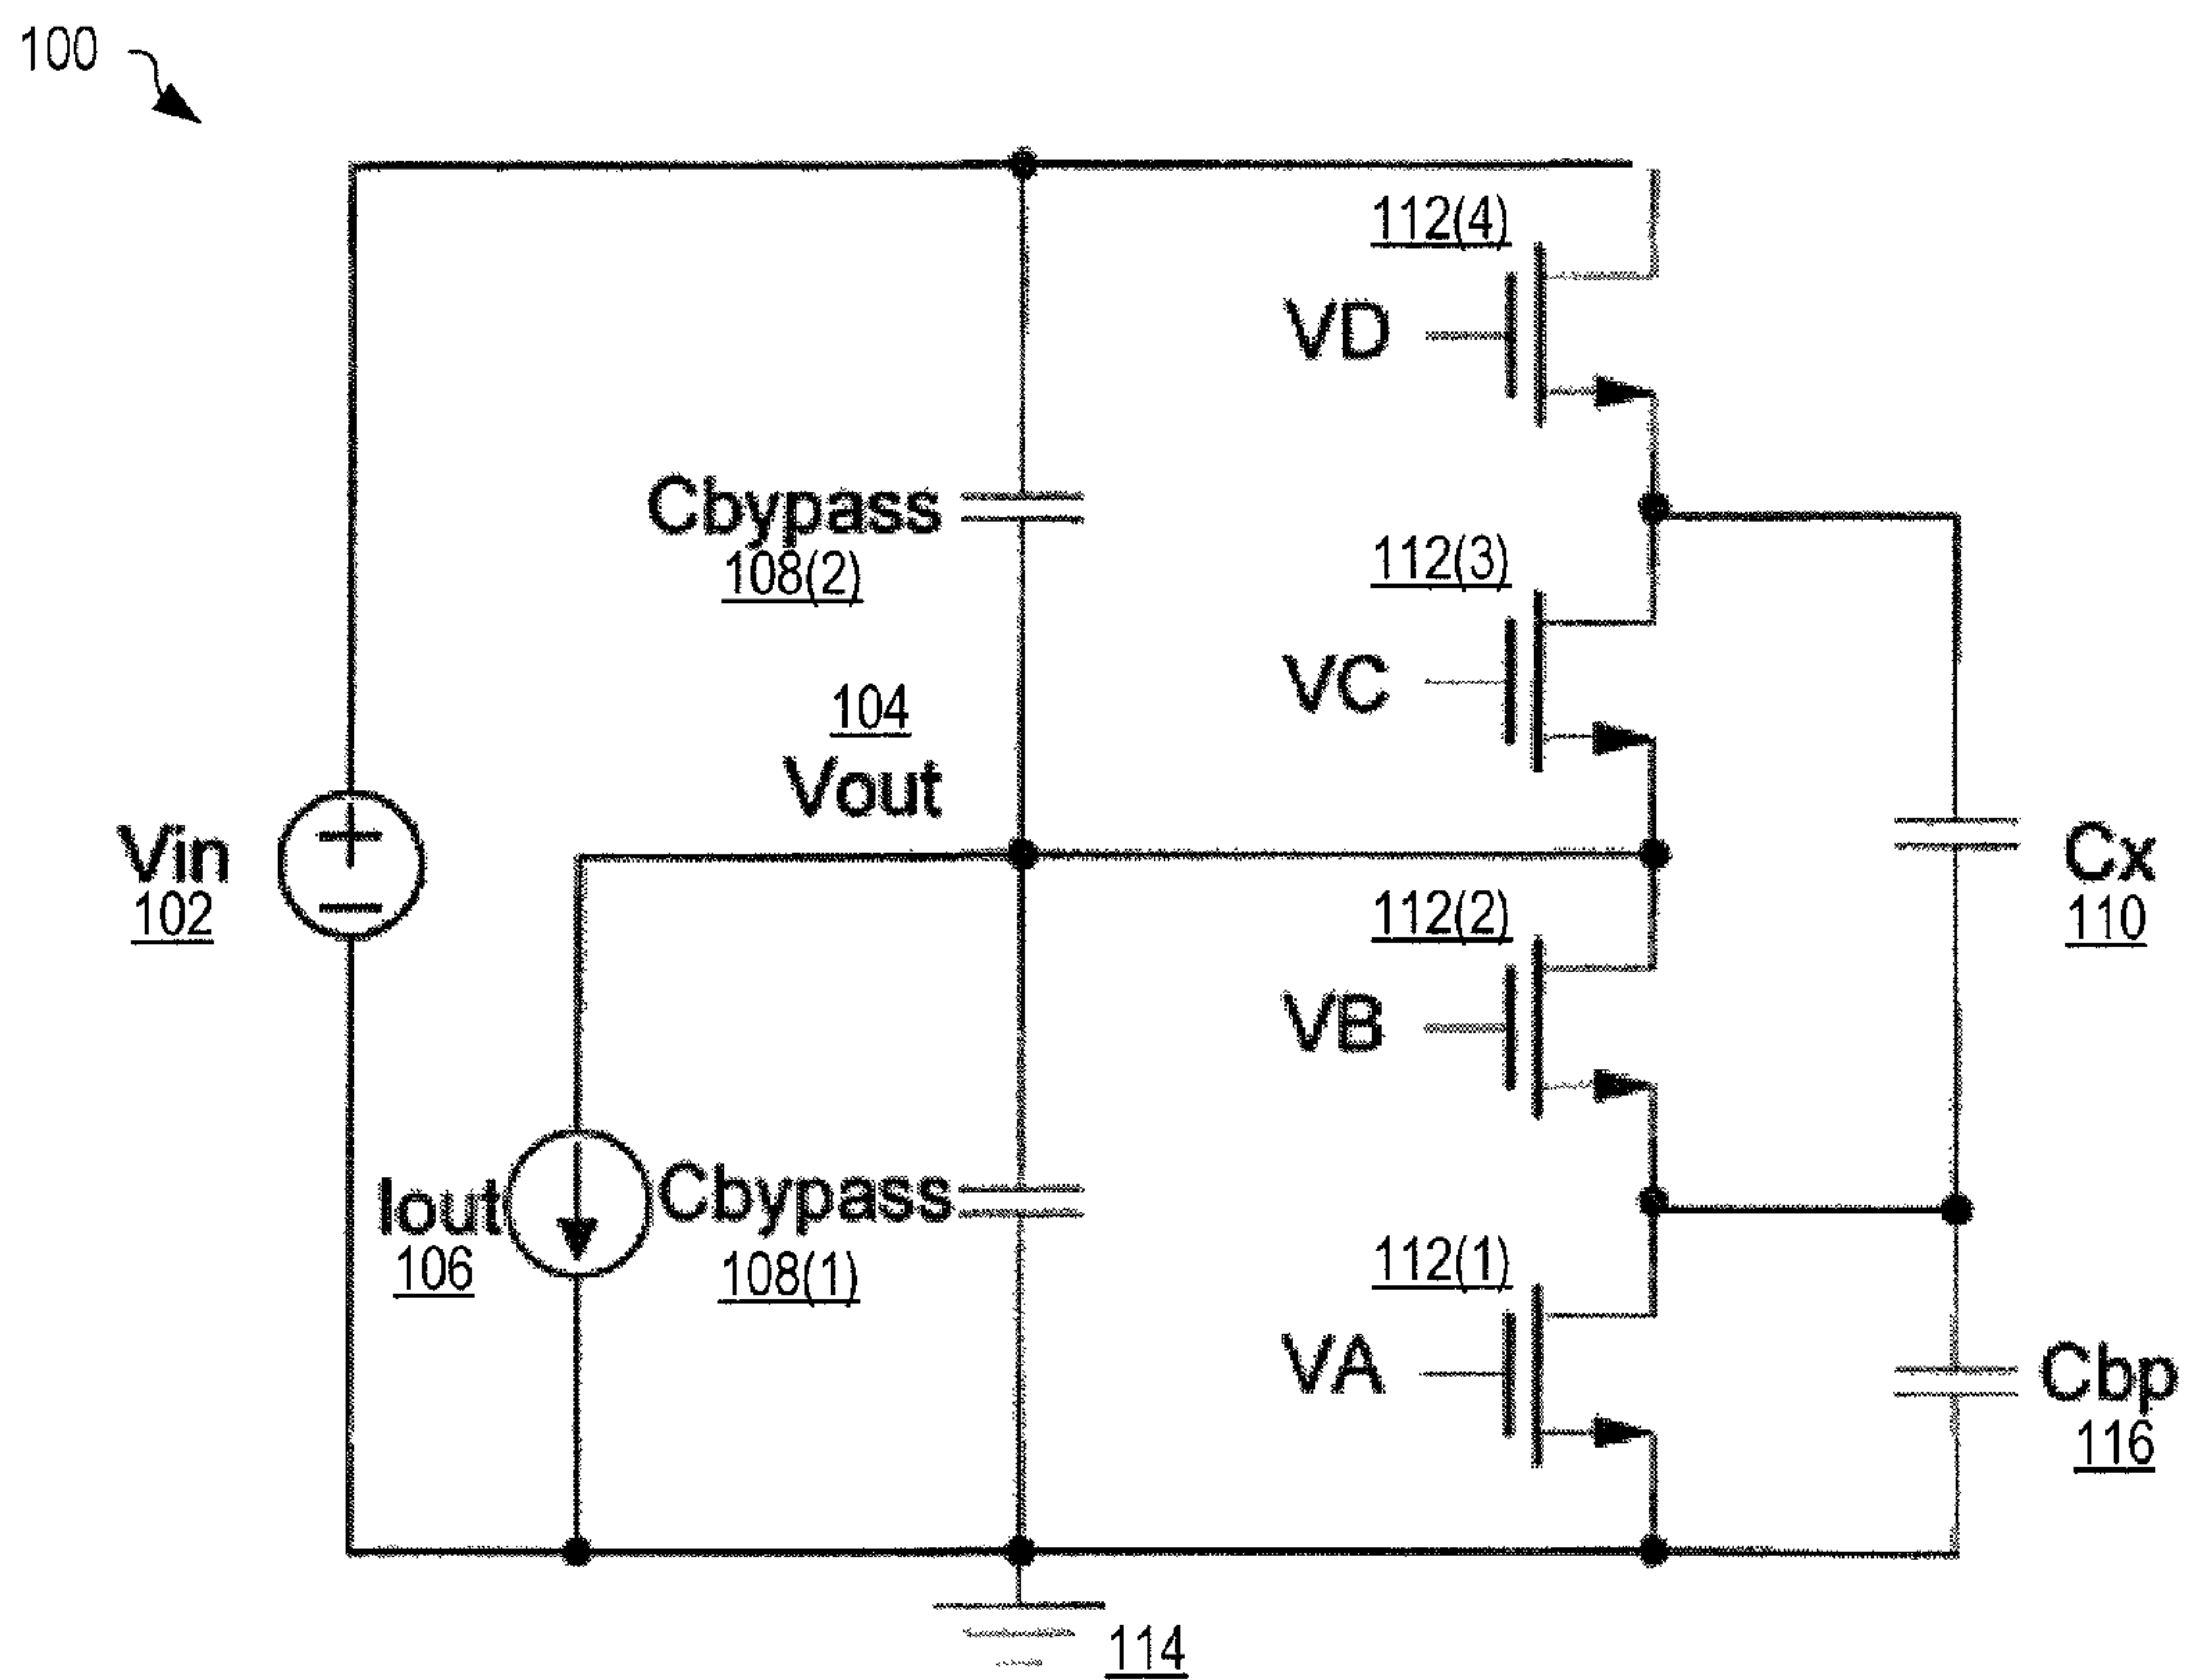 100
112(4)
VD
Cbypass
108(2)
112(3)
VC
104
Vout
Vin
102
Cx
110
112(2)
VB
Iout
106
Cbypass
108(1)
112(1)
VA
Cbp
116
114